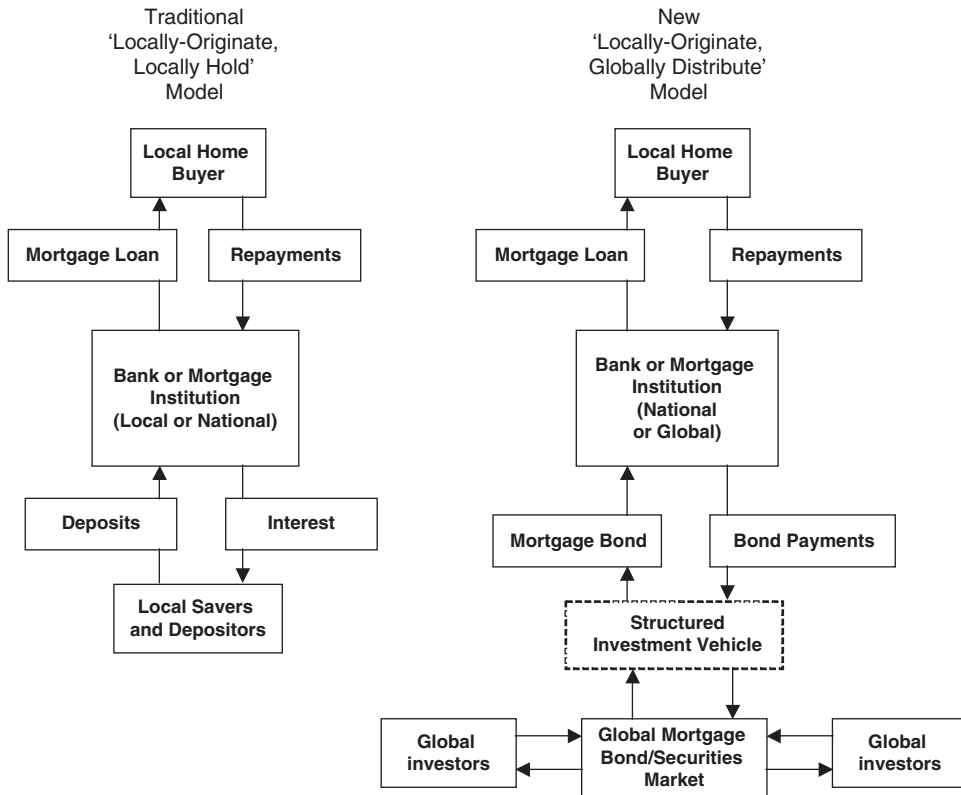 Traditional
‘Locally-Originate,
Locally Hold’
Model
Local Home
Buyer
Mortgage Loan
Repayments
Bank or Mortgage
Institution
(Local or National)
Deposits
Interest
Local Savers
and Depositors
New
‘Locally-Originate,
Globally Distribute’
Model
Local Home
Buyer
Mortgage Loan
Repayments
Bank or Mortgage
Institution
(National
or Global)
Mortgage Bond
Bond Payments
Structured
Investment Vehicle
Global
investors
Global Mortgage
Bond/Securities
Market
Global
investors